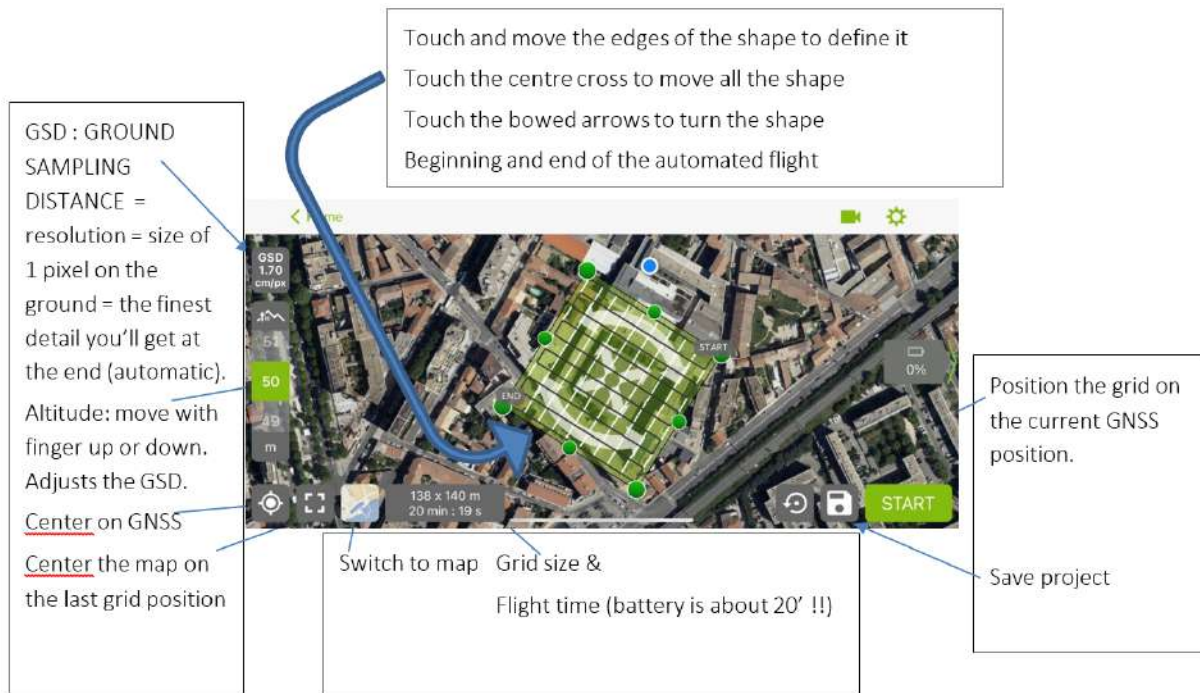 Touch and move the edges of the shape to define it
Touch the centre cross to move all the shape
Touch the bowed arrows to turn the shape
Beginning and end of the automated flight
GSD : GROUND
SAMPLING
DISTANCE =
resolution = size of
1 pixel on the
ground = the finest
detail you'll get at
the end (automatic).
Altitude: move with
finger up or down.
Adjusts the GSD.
Center on GNSS
Center the map on
the last grid position
GSD
1.70
cm/px
51
50
49
m
START
END
0%
138 x 140 m
20 min : 19 s
START
Position the grid on
the current GNSS
position.
Save project
Switch to map Grid size &
Flight time (battery is about 20' !!)